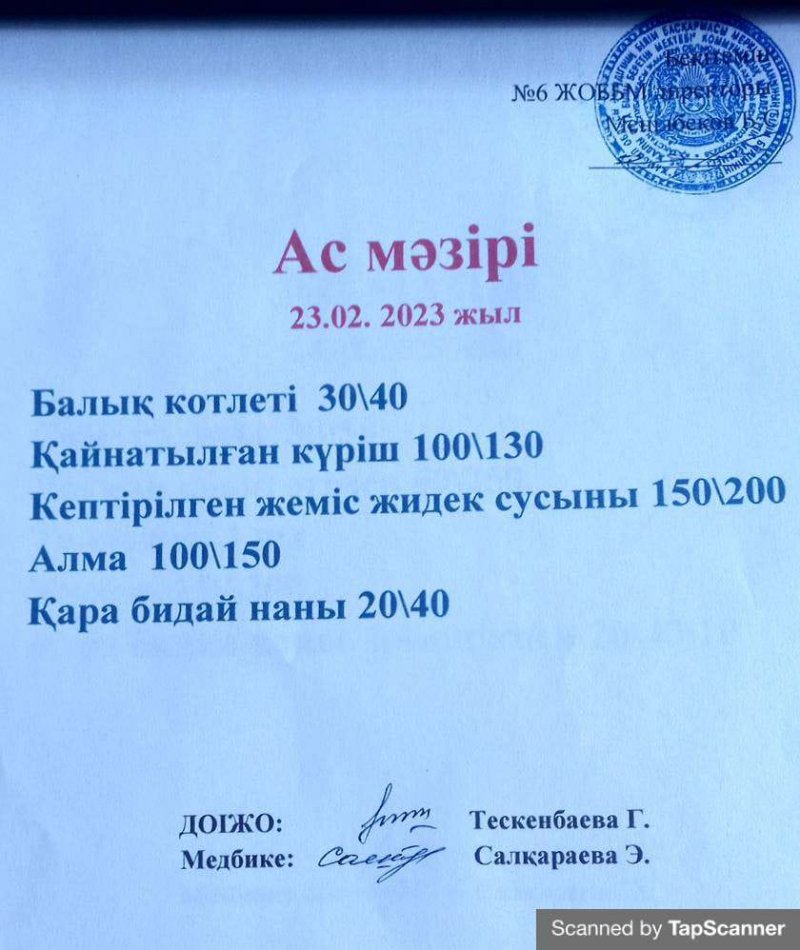 Бекітемін
№6 ЖОББМ директоры
Ас мәзірі
23.02. 2023 жыл
Балық котлеті 30\40
Қайнатылған күріш 100\130
Кептірілген жеміс жидек сусыны 150\200
Алма 100\150
Қара бидай наны 20\40
ДОІЖО: Тескенбаева Г.
Медбике: Салқараева Э.
Scanned by TapScanner